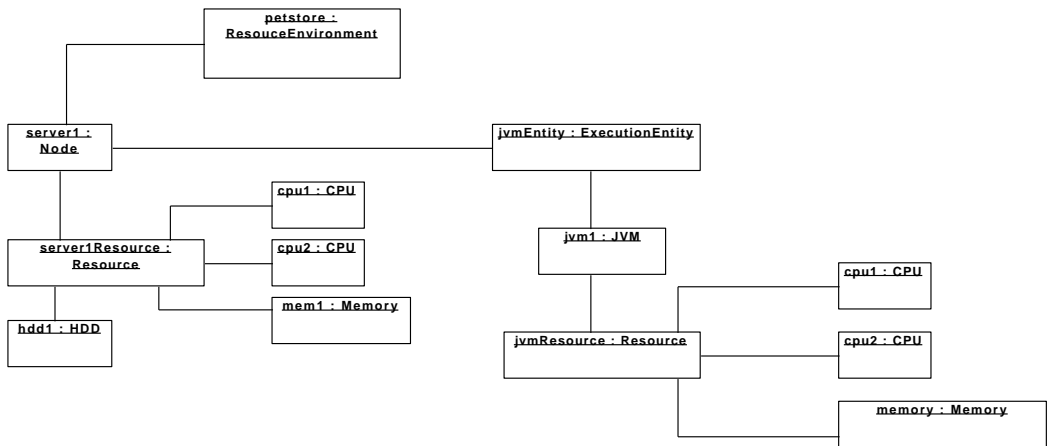 petstore :
ResouceEnvironment
server1 :
Node
jvmEntity : ExecutionEntity
cpu1 : CPU
server1Resource :
Resource
cpu2 : CPU
jvm1 : JVM
cpu1 : CPU
mem1 : Memory
hdd1 : HDD
jvmResource : Resource
cpu2 : CPU
memory : Memory